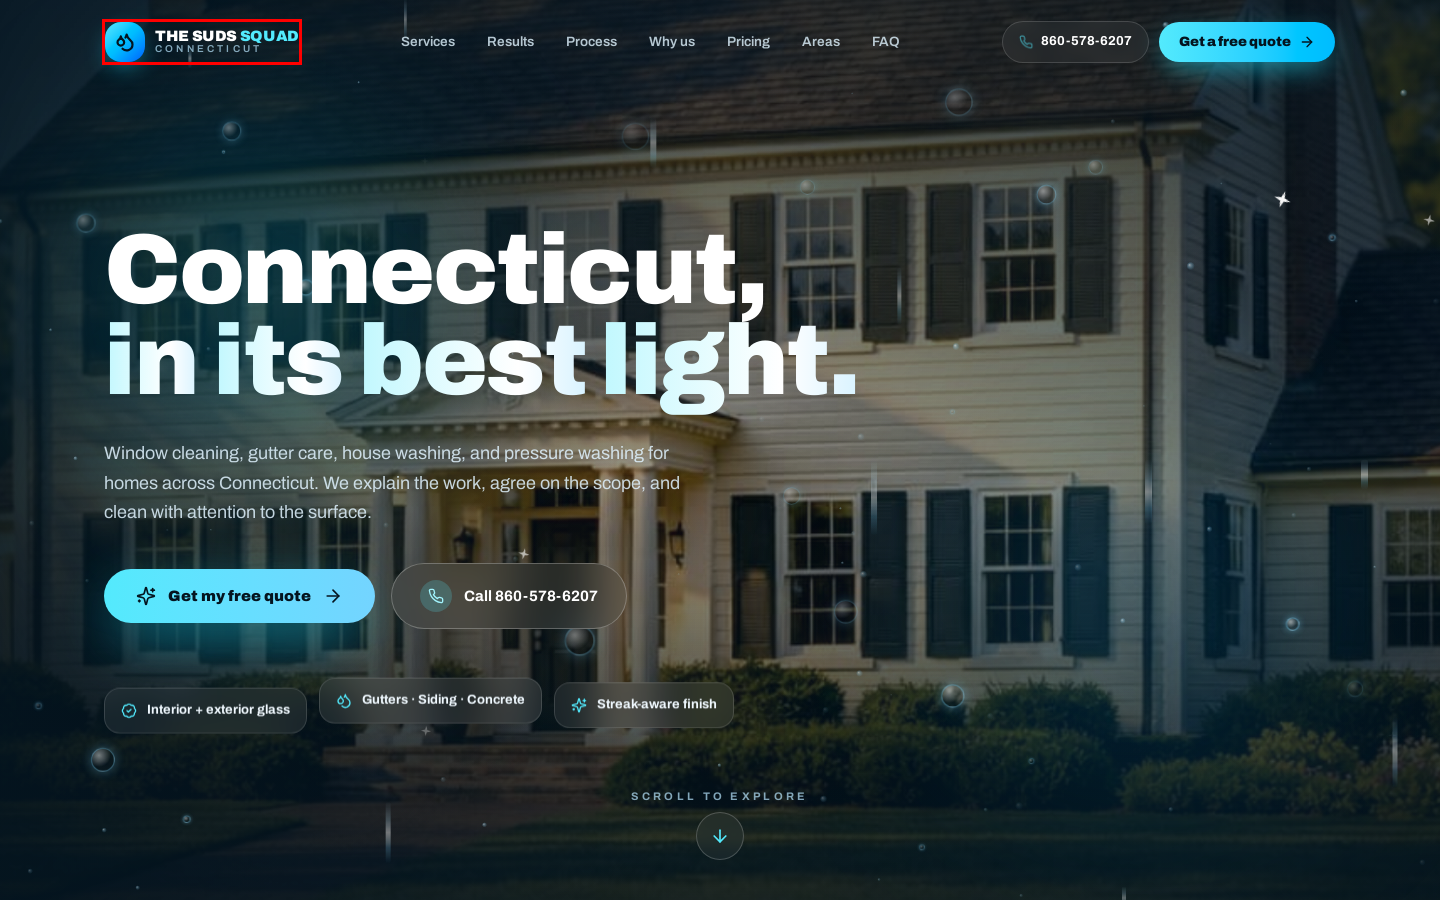 THE SUDS SQUAD
CONNECTICUT
Services
Results
Process
Why us
Pricing
Areas
FAQ
860-578-6207
Get a free quote
Connecticut,
in its best light.
Window cleaning, gutter care, house washing, and pressure washing for
homes across Connecticut. We explain the work, agree on the scope, and
clean with attention to the surface.
Get my free quote
Call 860-578-6207
Interior + exterior glass
Gutters · Siding · Concrete
Streak-aware finish
SCROLL TO EXPLORE